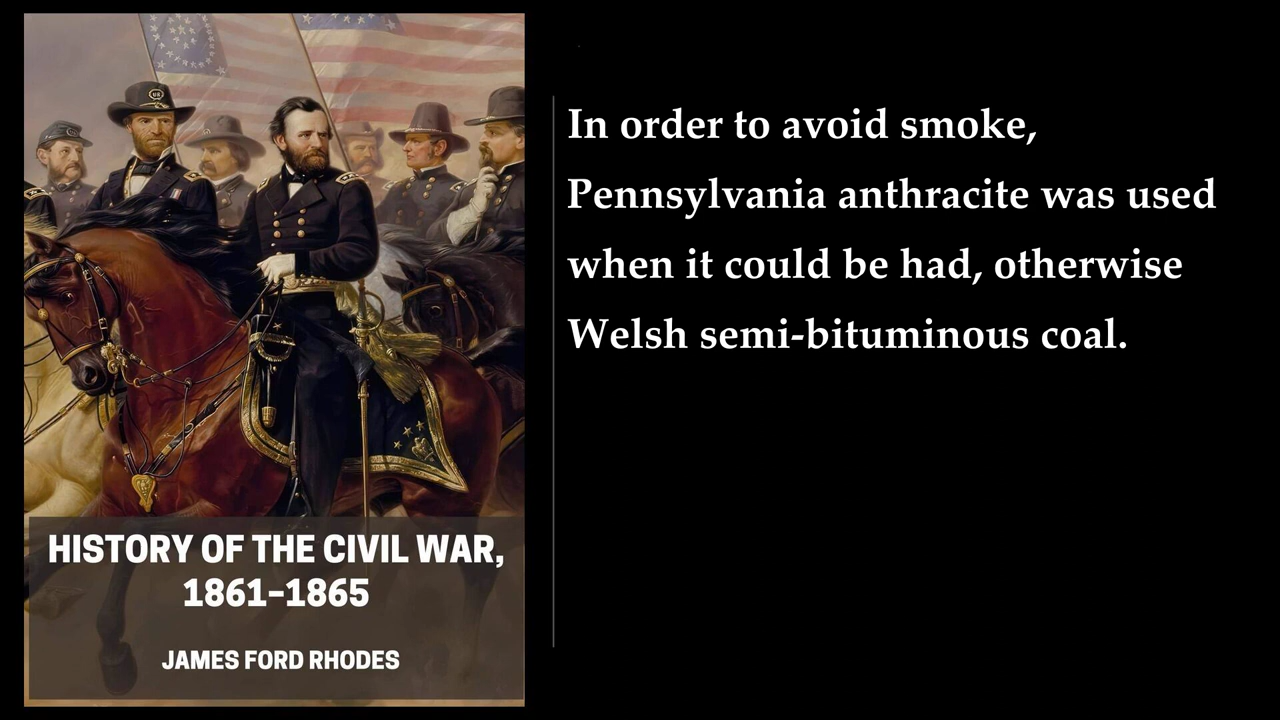 HISTORY OF THE CIVIL WAR,
1861–1865
JAMES FORD RHODES
In order to avoid smoke,
Pennsylvania anthracite was used
when it could be had, otherwise
Welsh semi-bituminous coal.